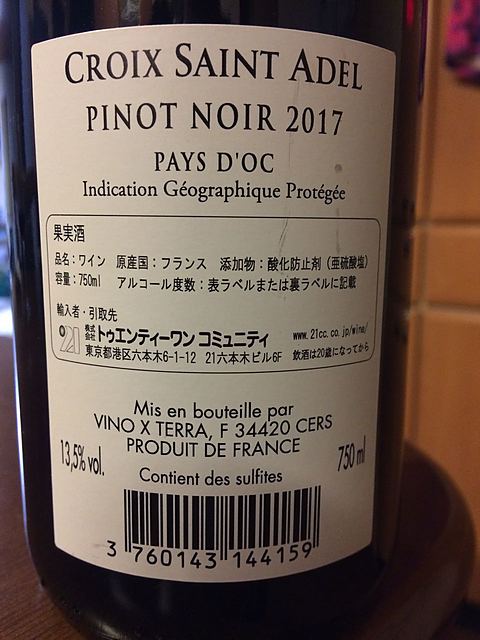 CROIX SAINT ADEL
PINOT NOIR 2017
PAYS D'OC
Indication Géographique Protégée
果実酒
品名:ワイン 原産国:フランス 添加物:酸化防止剤(亜硫酸塩)
容量:750ml アルコール度数:表ラベルまたは裏ラベルに記載
輸入者・引取先
株式会社トゥエンティーワン コミュニティ www.21cc.co.jp/wine/
東京都港区六本木6-1-12 21六本木ビル6F 飲酒は20歳になってから
Mis en bouteille par
VINO X TERRA, F 34420 CERS
PRODUIT DE FRANCE
13,5% vol. 750 ml
Contient des sulfites
3 760143 144159